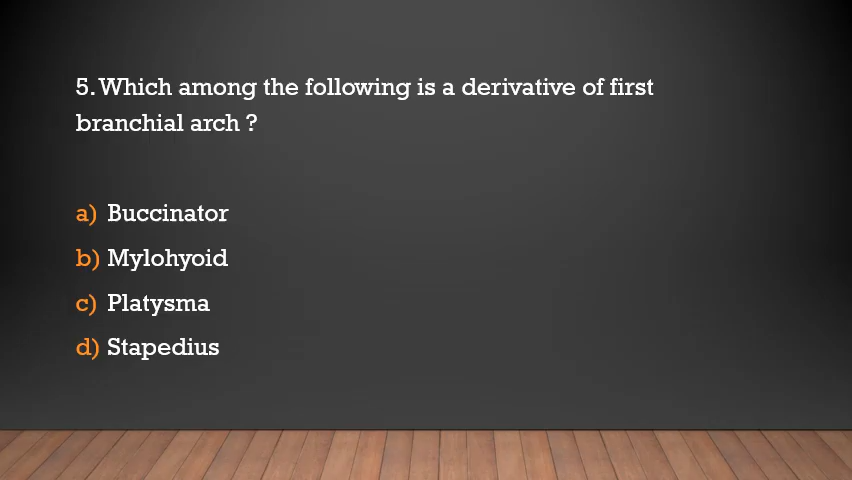 5. Which among the following is a derivative of first
branchial arch ?
a) Buccinator
b) Mylohyoid
c) Platysma
d) Stapedius